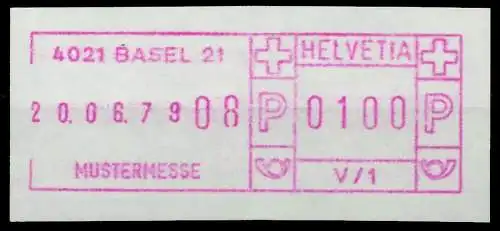 4021 BASEL 21
HELVETIA
20.06.79 08 P 0100 P
MUSTERMESSE
V/1